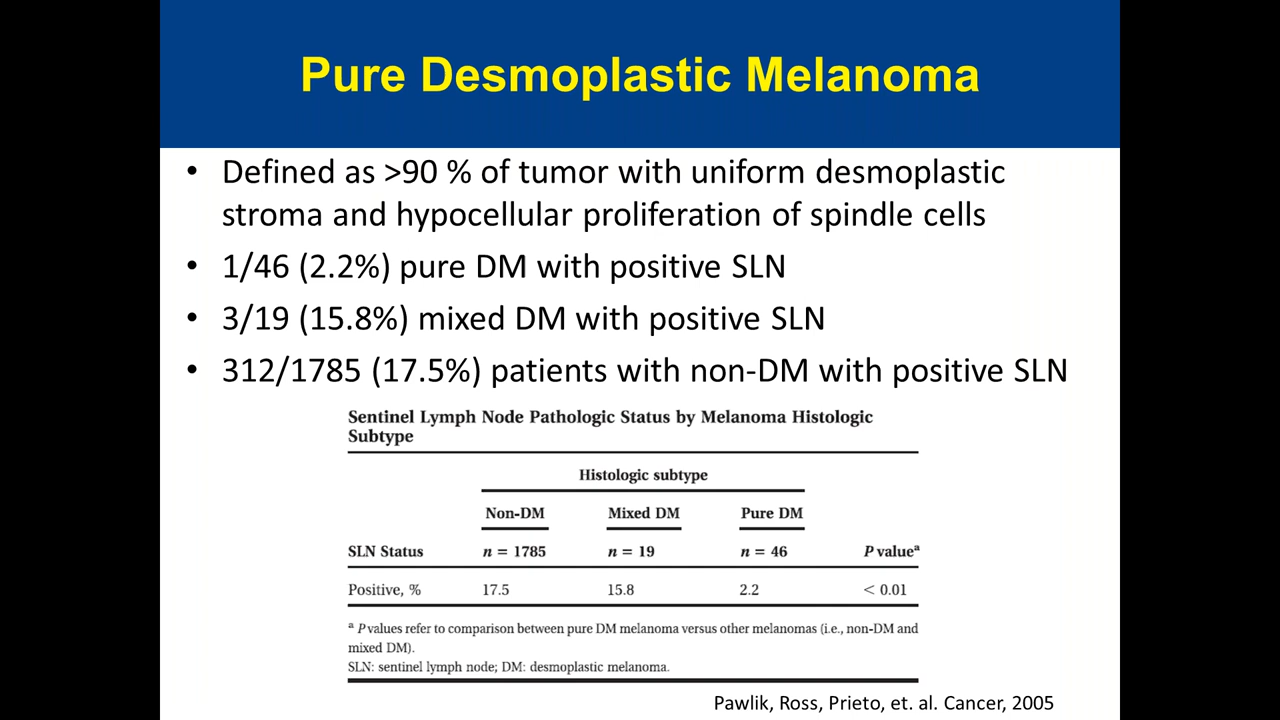 Pure Desmoplastic Melanoma
• Defined as >90 % of tumor with uniform desmoplastic
stroma and hypocellular proliferation of spindle cells
• 1/46 (2.2%) pure DM with positive SLN
• 3/19 (15.8%) mixed DM with positive SLN
• 312/1785 (17.5%) patients with non-DM with positive SLN
Sentinel Lymph Node Pathologic Status by Melanoma Histologic
Subtype
Histologic subtype
Non-DM Mixed DM Pure DM
SLN Status n = 1785 n = 19 n = 46 P valueª
Positive, % 17.5 15.8 2.2 < 0.01
ª P values refer to comparison between pure DM melanoma versus other melanomas (i.e., non-DM and
mixed DM).
SLN: sentinel lymph node; DM: desmoplastic melanoma.
Pawlik, Ross, Prieto, et. al. Cancer, 2005